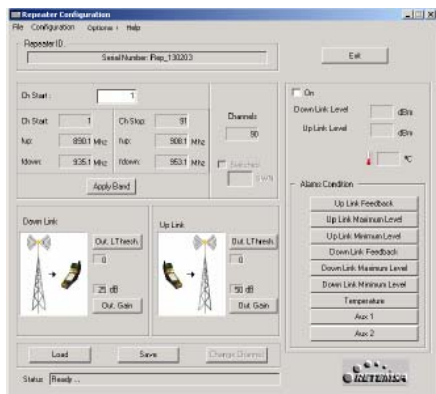 Repeater Configuration
File Configuration Options Help
Repeater ID.
Serial Number: Rep_130203
Exit
Ch Start :
1
Ch Start 1 Ch Stop: 91
fup: 890.1 Mhz fup: 908.1 Mhz
fdown: 935.1 Mhz fdown: 953.1 Mhz
Apply Band
Channels
90
Switched
SWN
On
Down Link Level dBm
Up Link Level dBm
ºC
Alarms Condition
Up Link Feedback
Up Link Maximum Level
Up Link Minimum Level
Down Link Feedback
Down Link Maximum Level
Down Link Minimum Level
Temperature
Aux 1
Aux 2
Down Link
Out. LThresh.
0
25 dB
Out. Gain
Up Link
Out. LThresh.
0
50 dB
Out. Gain
Load
Save
Change Channel
Status Ready ...
RETEMSA